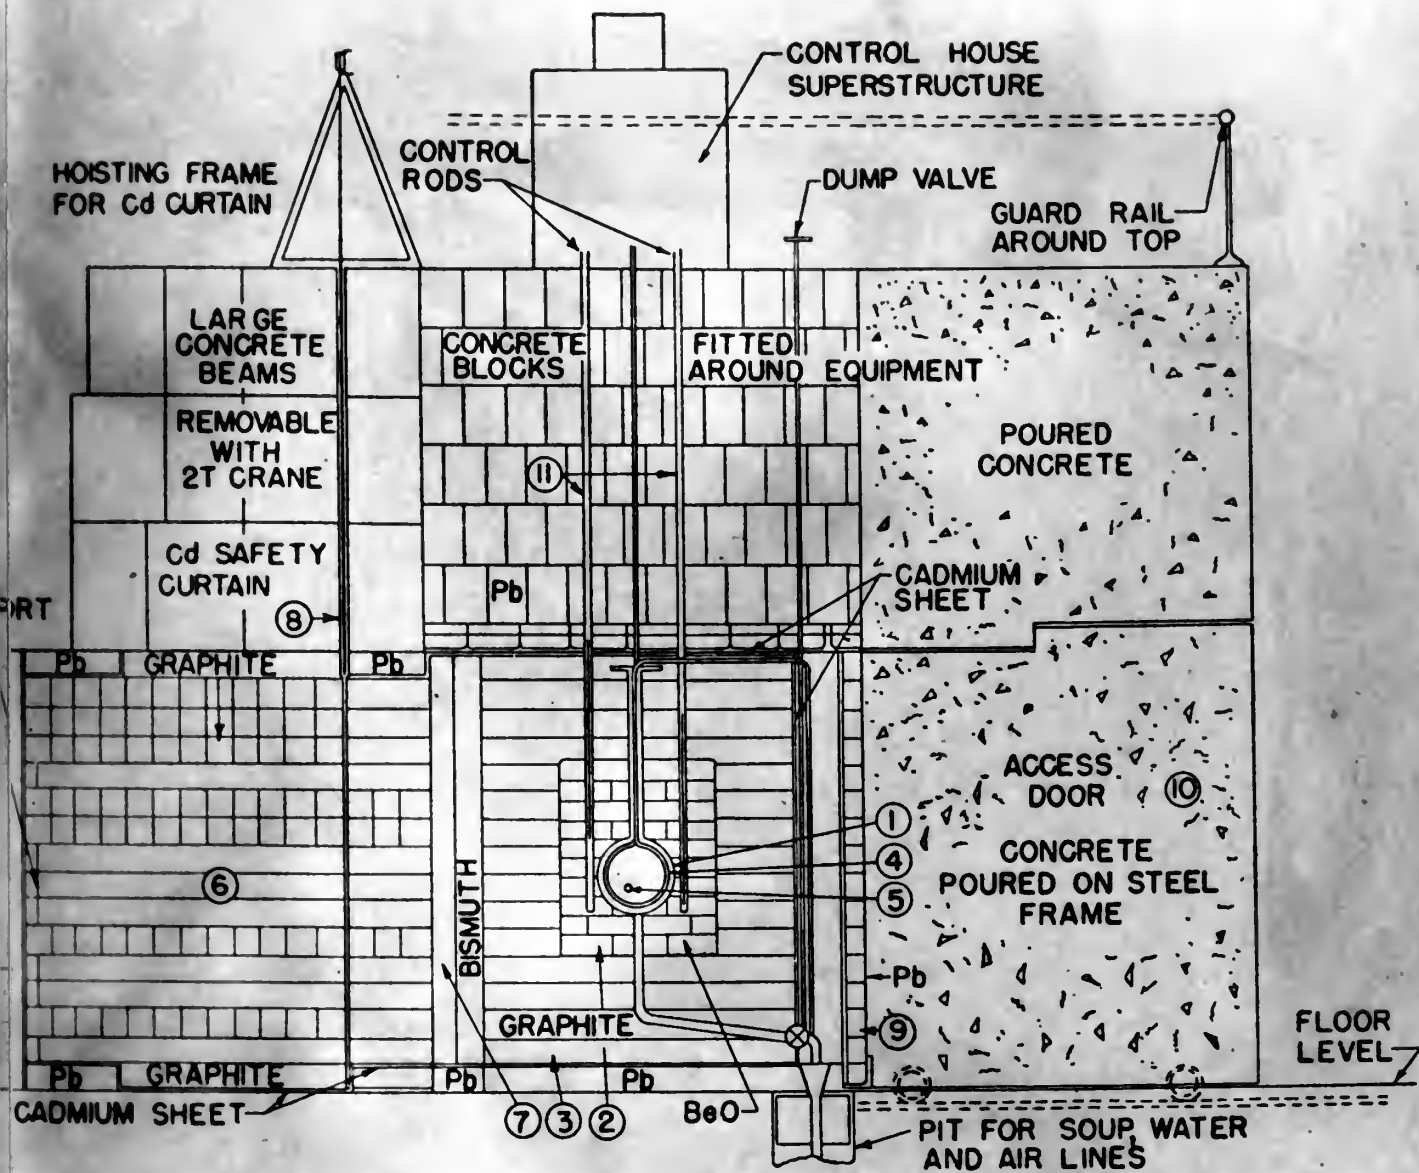 CONTROL HOUSE
SUPERSTRUCTURE
HOISTING FRAME
FOR Cd CURTAIN
CONTROL
RODS
DUMP VALVE
GUARD RAIL
AROUND TOP
LARGE
CONCRETE
BEAMS
CONCRETE
BLOCKS
FITTED
AROUND EQUIPMENT
REMOVABLE
WITH
2T CRANE
POURED
CONCRETE
11
Cd SAFETY
CURTAIN
8
Pb
CADMIUM
SHEET
ORT
Pb
GRAPHITE
Pb
ACCESS
DOOR
10
1
4
5
CONCRETE
POURED ON STEEL
FRAME
6
BISMUTH
Pb
9
GRAPHITE
FLOOR
LEVEL
Pb
GRAPHITE
Pb
Pb
CADMIUM SHEET
7
3
2
BeO
PIT FOR SOUP, WATER
AND AIR LINES